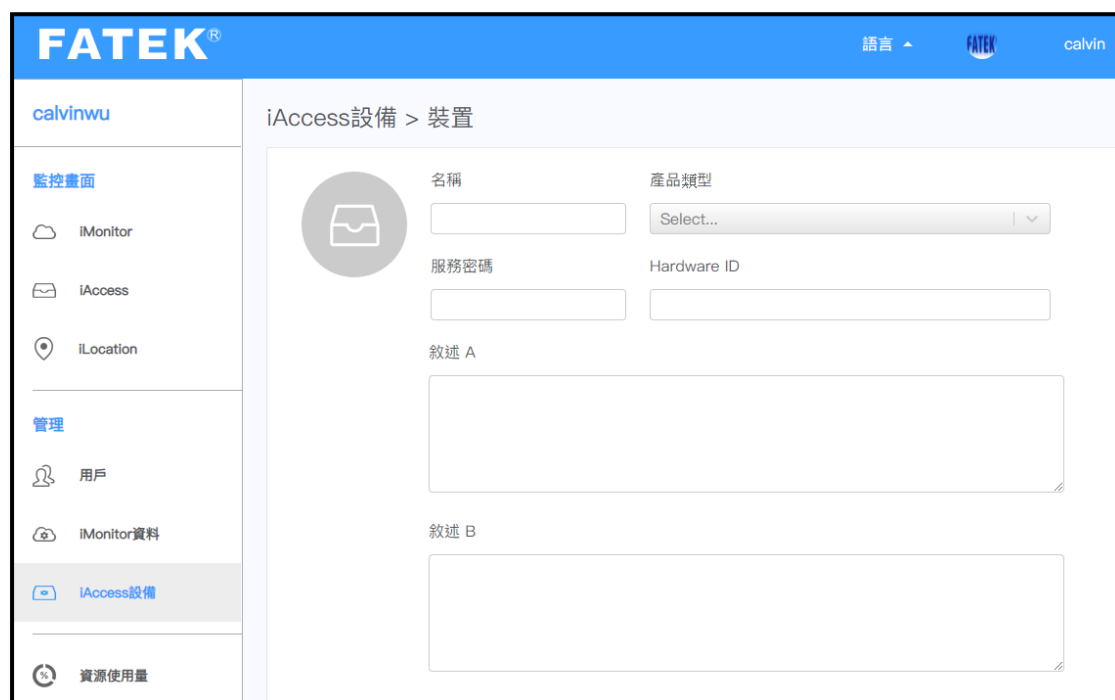 FATEK®
語言
FATEK
calvin
calvinwu
監控畫面
iMonitor
iAccess
iLocation
管理
用戶
iMonitor資料
iAccess設備
資源使用量
iAccess設備 > 裝置
名稱
產品類型
Select...
服務密碼
Hardware ID
敘述 A
敘述 B